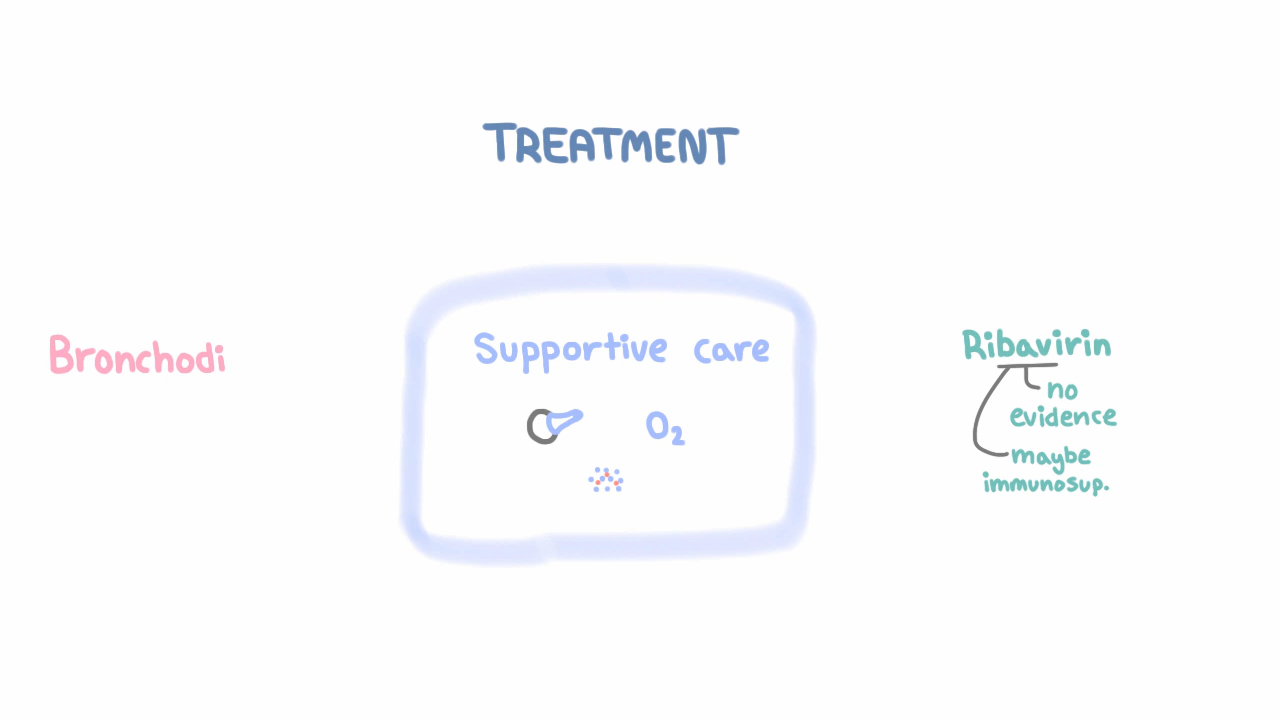 TREATMENT
Bronchodi
Supportive care
O₂
Ribavirin
no
evidence
maybe
immunosup.